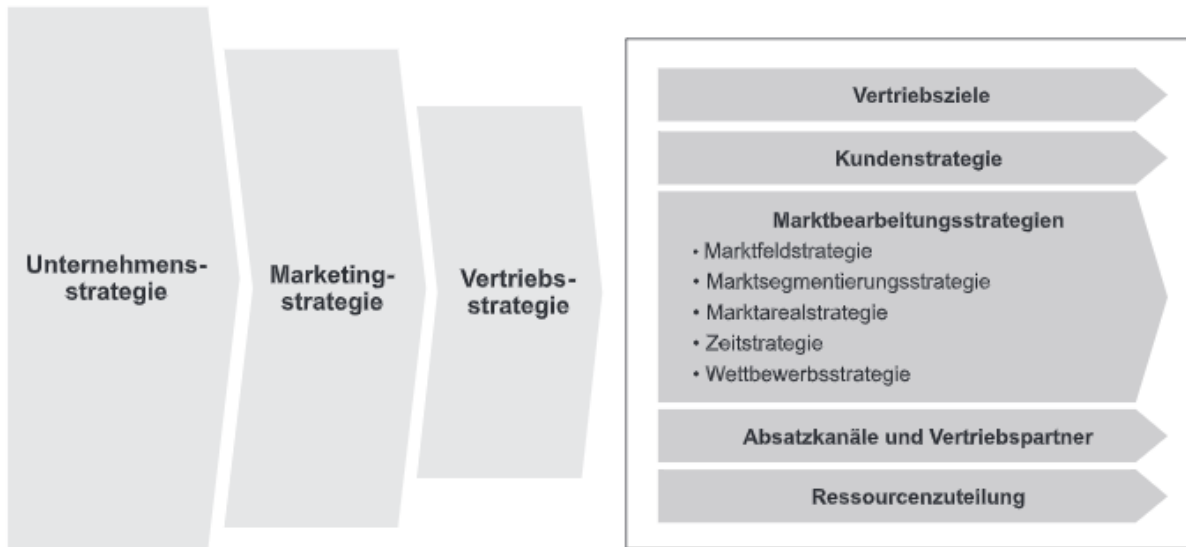 Unternehmens-
strategie
Marketing-
strategie
Vertriebs-
strategie
Vertriebsziele
Kundenstrategie
Marktbearbeitungsstrategien
• Marktfeldstrategie
• Marktsegmentierungsstrategie
• Marktarealstrategie
• Zeitstrategie
• Wettbewerbsstrategie
Absatzkanäle und Vertriebspartner
Ressourcenzuteilung